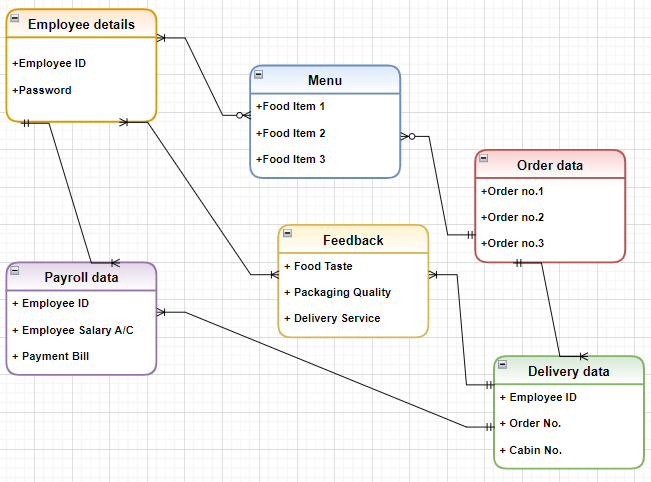 Employee details
+Employee ID
+Password
Menu
+Food Item 1
+Food Item 2
+Food Item 3
Order data
+Order no.1
+Order no.2
+Order no.3
Feedback
+ Food Taste
+ Packaging Quality
+ Delivery Service
Payroll data
+ Employee ID
+ Employee Salary A/C
+ Payment Bill
Delivery data
+ Employee ID
+ Order No.
+ Cabin No.